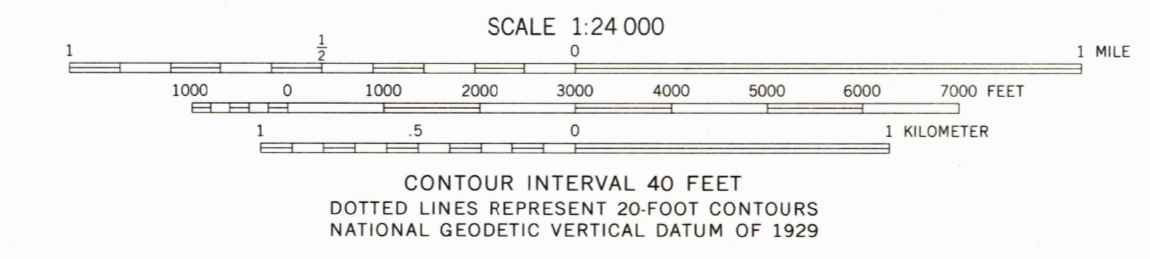 SCALE 1:24 000
1 1/2 0 1 MILE
1000 0 1000 2000 3000 4000 5000 6000 7000 FEET
1 .5 0 1 KILOMETER
CONTOUR INTERVAL 40 FEET
DOTTED LINES REPRESENT 20-FOOT CONTOURS
NATIONAL GEODETIC VERTICAL DATUM OF 1929